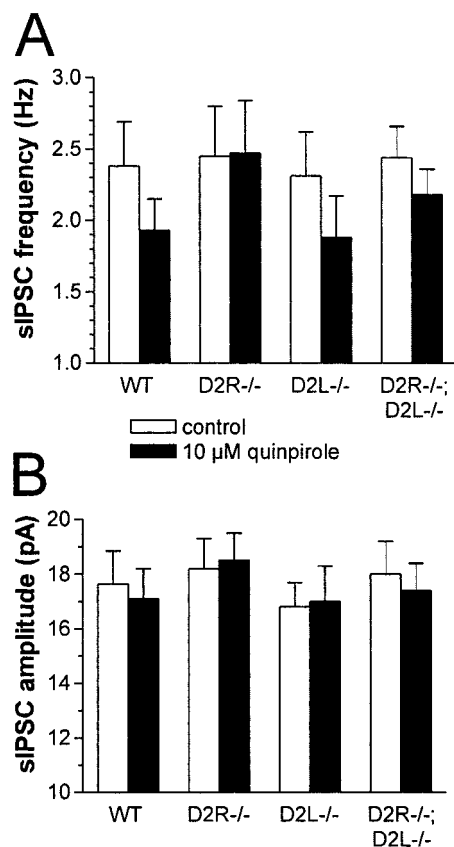 A
sIPSC frequency (Hz)
3.0
2.5
2.0
1.5
1.0
WT
D2R-/-
D2L-/-
D2R-/-;
D2L-/-
control
10 µM quinpirole
B
sIPSC amplitude (pA)
20
18
16
14
12
10
WT
D2R-/-
D2L-/-
D2R-/-;
D2L-/-